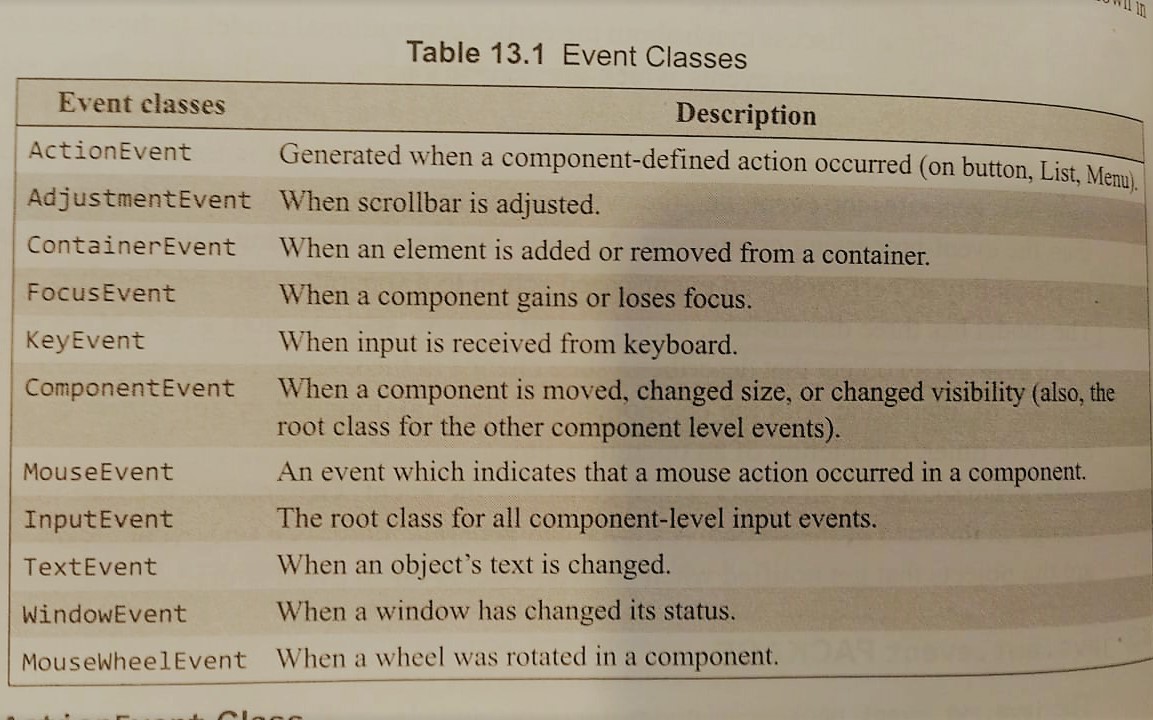 in
Table 13.1 Event Classes
Event classes Description
ActionEvent Generated when a component-defined action occurred (on button, List, Menu).
AdjustmentEvent When scrollbar is adjusted.
ContainerEvent When an element is added or removed from a container.
FocusEvent When a component gains or loses focus.
KeyEvent When input is received from keyboard.
ComponentEvent When a component is moved, changed size, or changed visibility (also, the
root class for the other component level events).
MouseEvent An event which indicates that a mouse action occurred in a component.
InputEvent The root class for all component-level input events.
TextEvent When an object's text is changed.
WindowEvent When a window has changed its status.
MouseWheelEvent When a wheel was rotated in a component.
ActionEvent Class